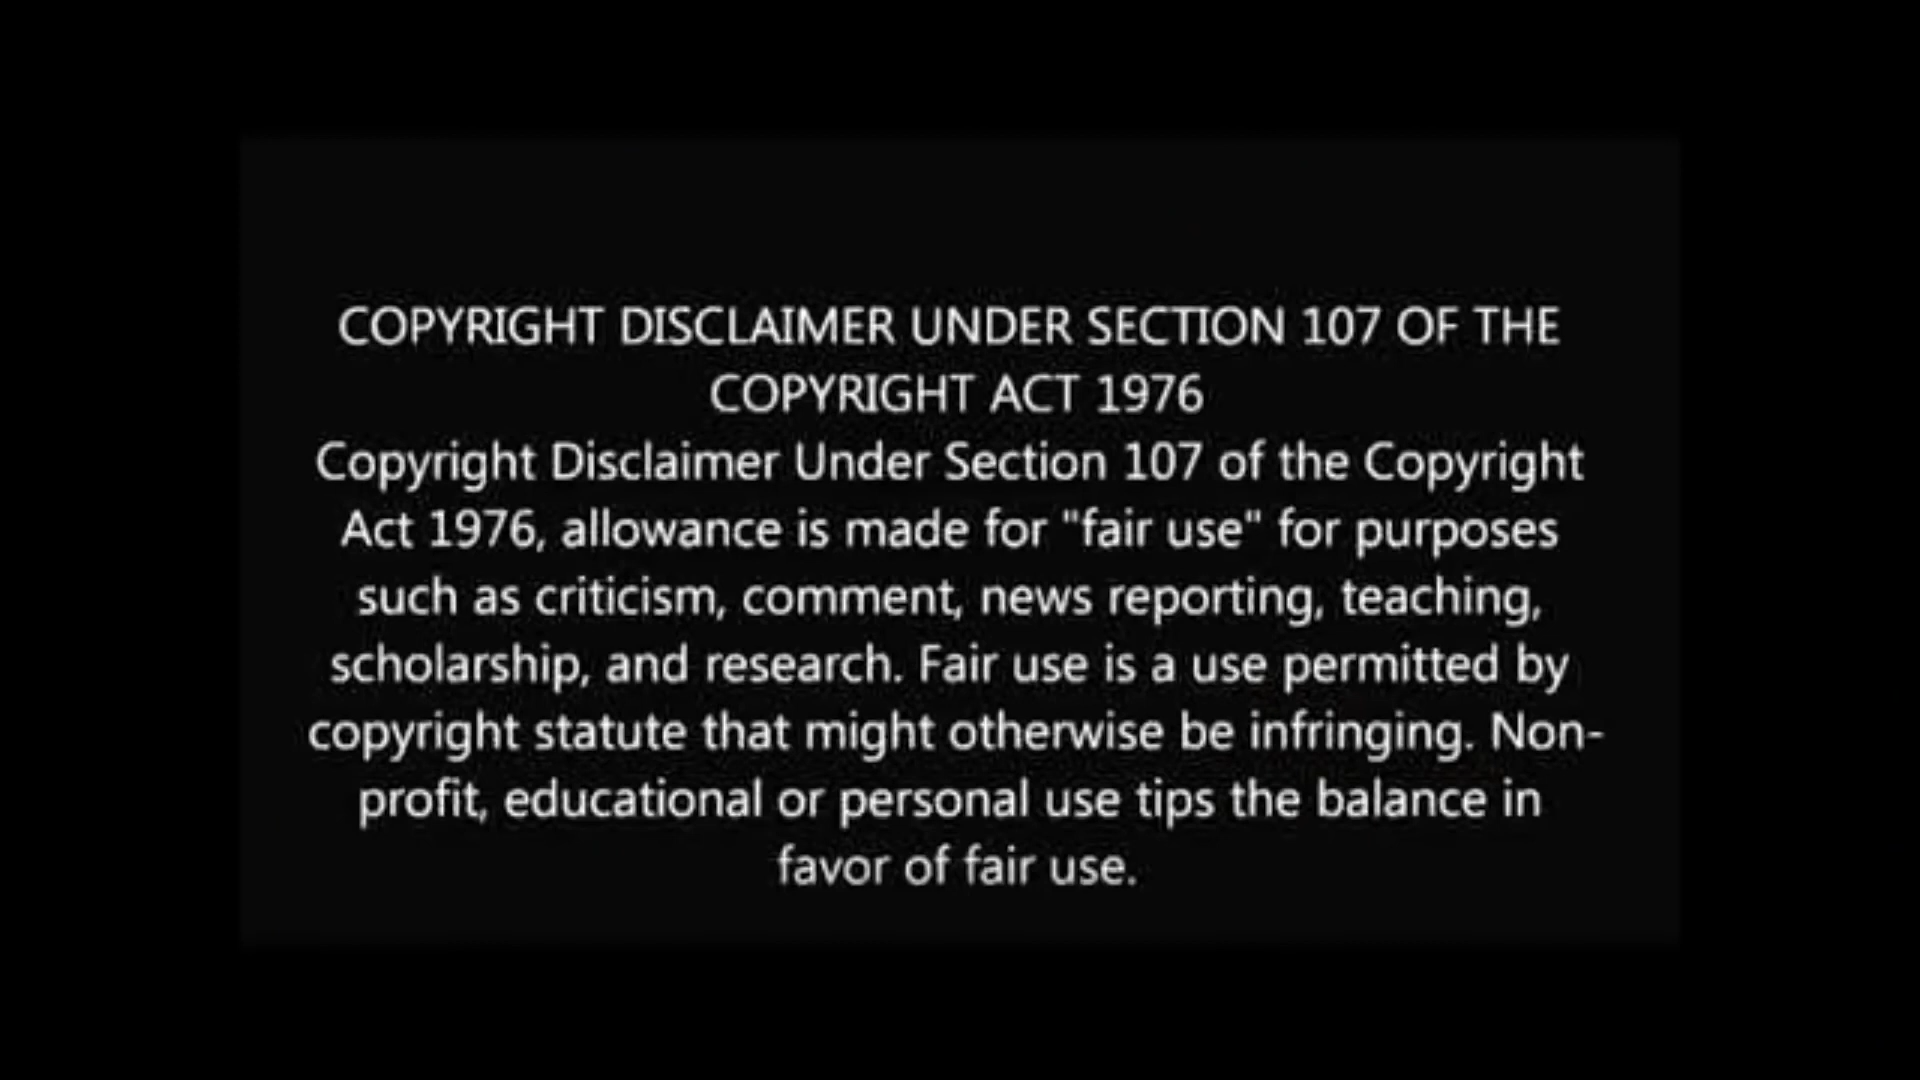 COPYRIGHT DISCLAIMER UNDER SECTION 107 OF THE
COPYRIGHT ACT 1976
Copyright Disclaimer Under Section 107 of the Copyright
Act 1976, allowance is made for "fair use" for purposes
such as criticism, comment, news reporting, teaching,
scholarship, and research. Fair use is a use permitted by
copyright statute that might otherwise be infringing. Non-
profit, educational or personal use tips the balance in
favor of fair use.